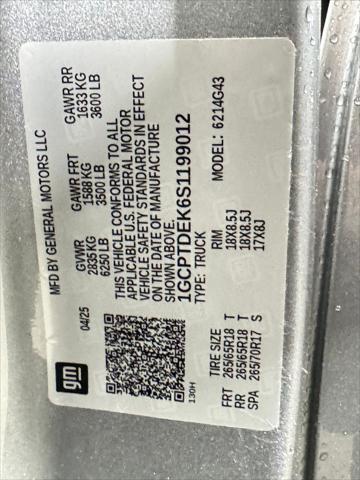 MFD BY GENERAL MOTORS LLC
04/25
GVWR GAWR FRT GAWR RR
2835 KG 1588 KG 1633 KG
6250 LB 3500 LB 3600 LB
THIS VEHICLE CONFORMS TO ALL
APPLICABLE U.S. FEDERAL MOTOR
VEHICLE SAFETY STANDARDS IN EFFECT
ON THE DATE OF MANUFACTURE
SHOWN ABOVE.
1GCPTDEK6S1199012
TYPE: TRUCK MODEL: 6214G43
gm
130H
TIRE SIZE RIM
FRT 265/65R18 T 18X8.5J
RR 265/65R18 T 18X8.5J
SPA 265/70R17 S 17X8J